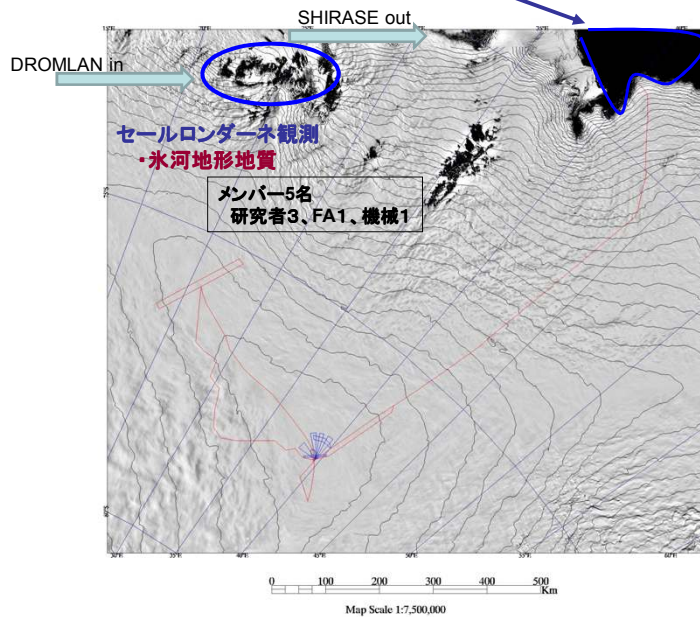 SHIRASE out
DROMLAN in
セールロンダーネ観測
・氷河地形地質
メンバー5名
研究者3、FA1、機械1
0 100 200 300 400 500
Km
Map Scale 1:7,500,000